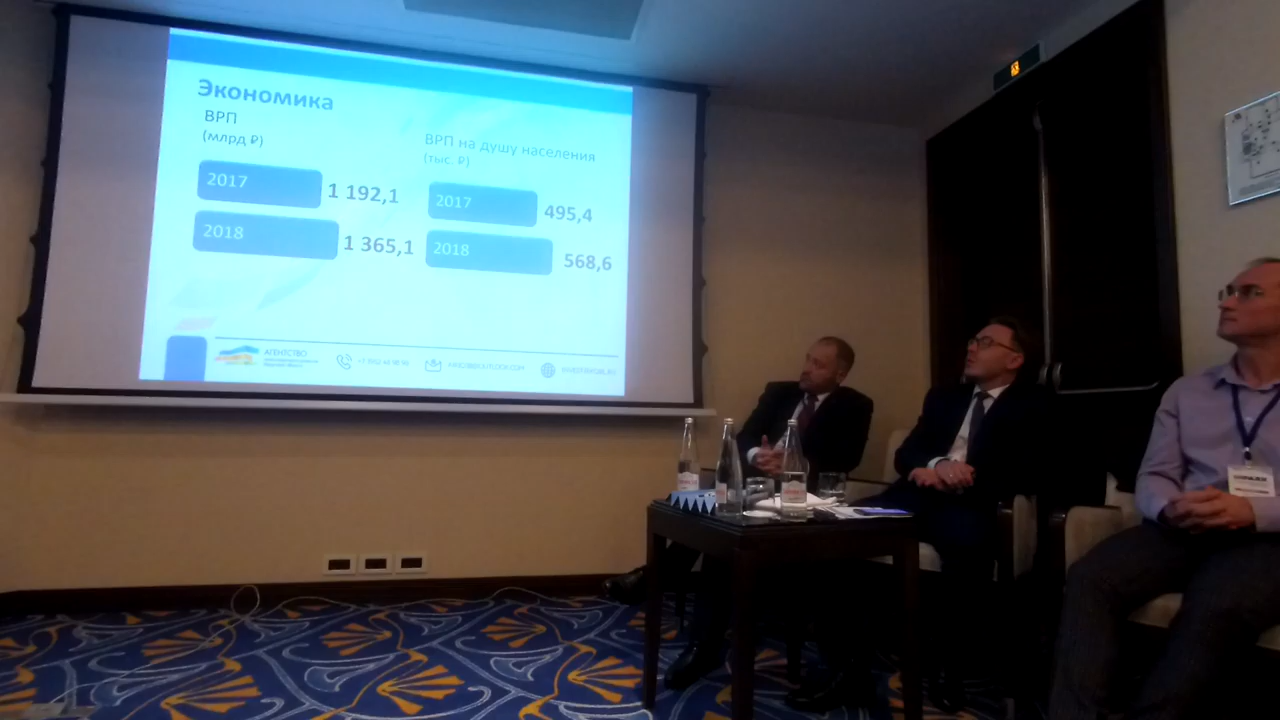 Экономика
ВРП
(млрд ₽)
2017
1 192,1
2018
1 365,1
ВРП на душу населения
(тыс. ₽)
2017
495,4
2018
568,6
АГЕНТСТВО